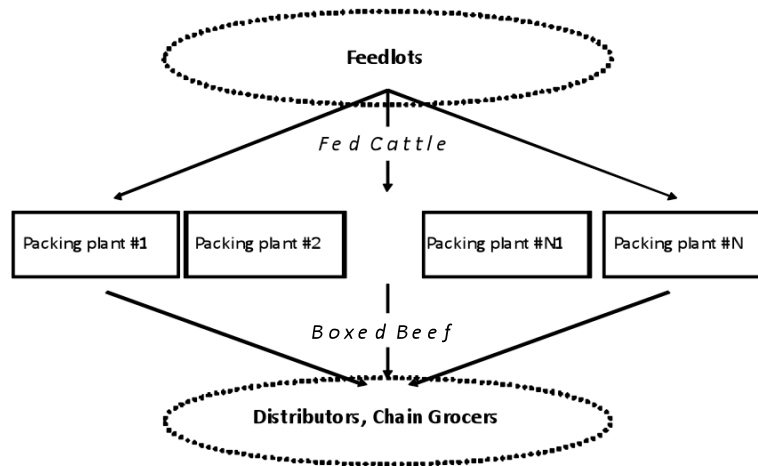 Feedlots
Fed Cattle
Packing plant #1
Packing plant #2
Packing plant #N1
Packing plant #N
Boxed Beef
Distributors, Chain Grocers